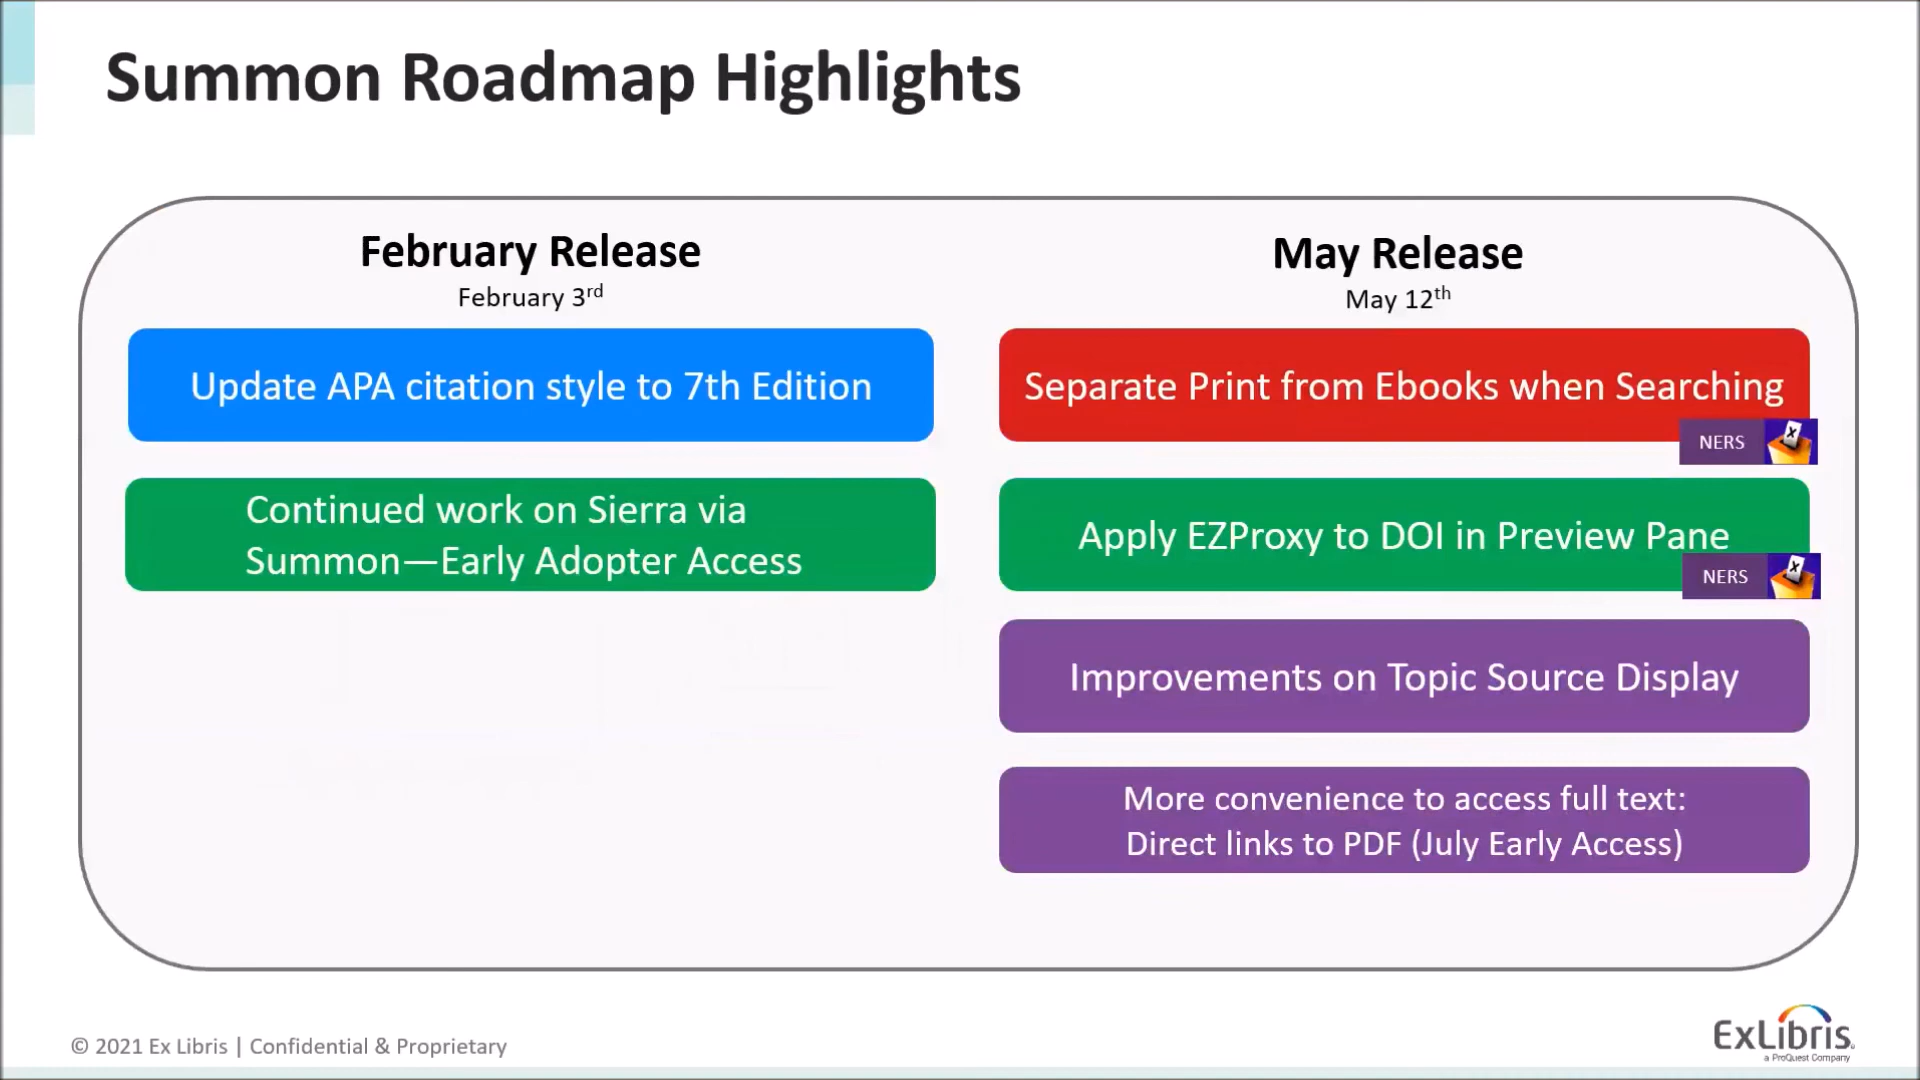 Summon Roadmap Highlights
February Release
February 3rd
Update APA citation style to 7th Edition
Continued work on Sierra via
Summon—Early Adopter Access
May Release
May 12th
Separate Print from Ebooks when Searching
NERS
X
Apply EZProxy to DOI in Preview Pane
NERS
X
Improvements on Topic Source Display
More convenience to access full text:
Direct links to PDF (July Early Access)
© 2021 Ex Libris | Confidential & Proprietary
ExLibris
a ProQuest Company